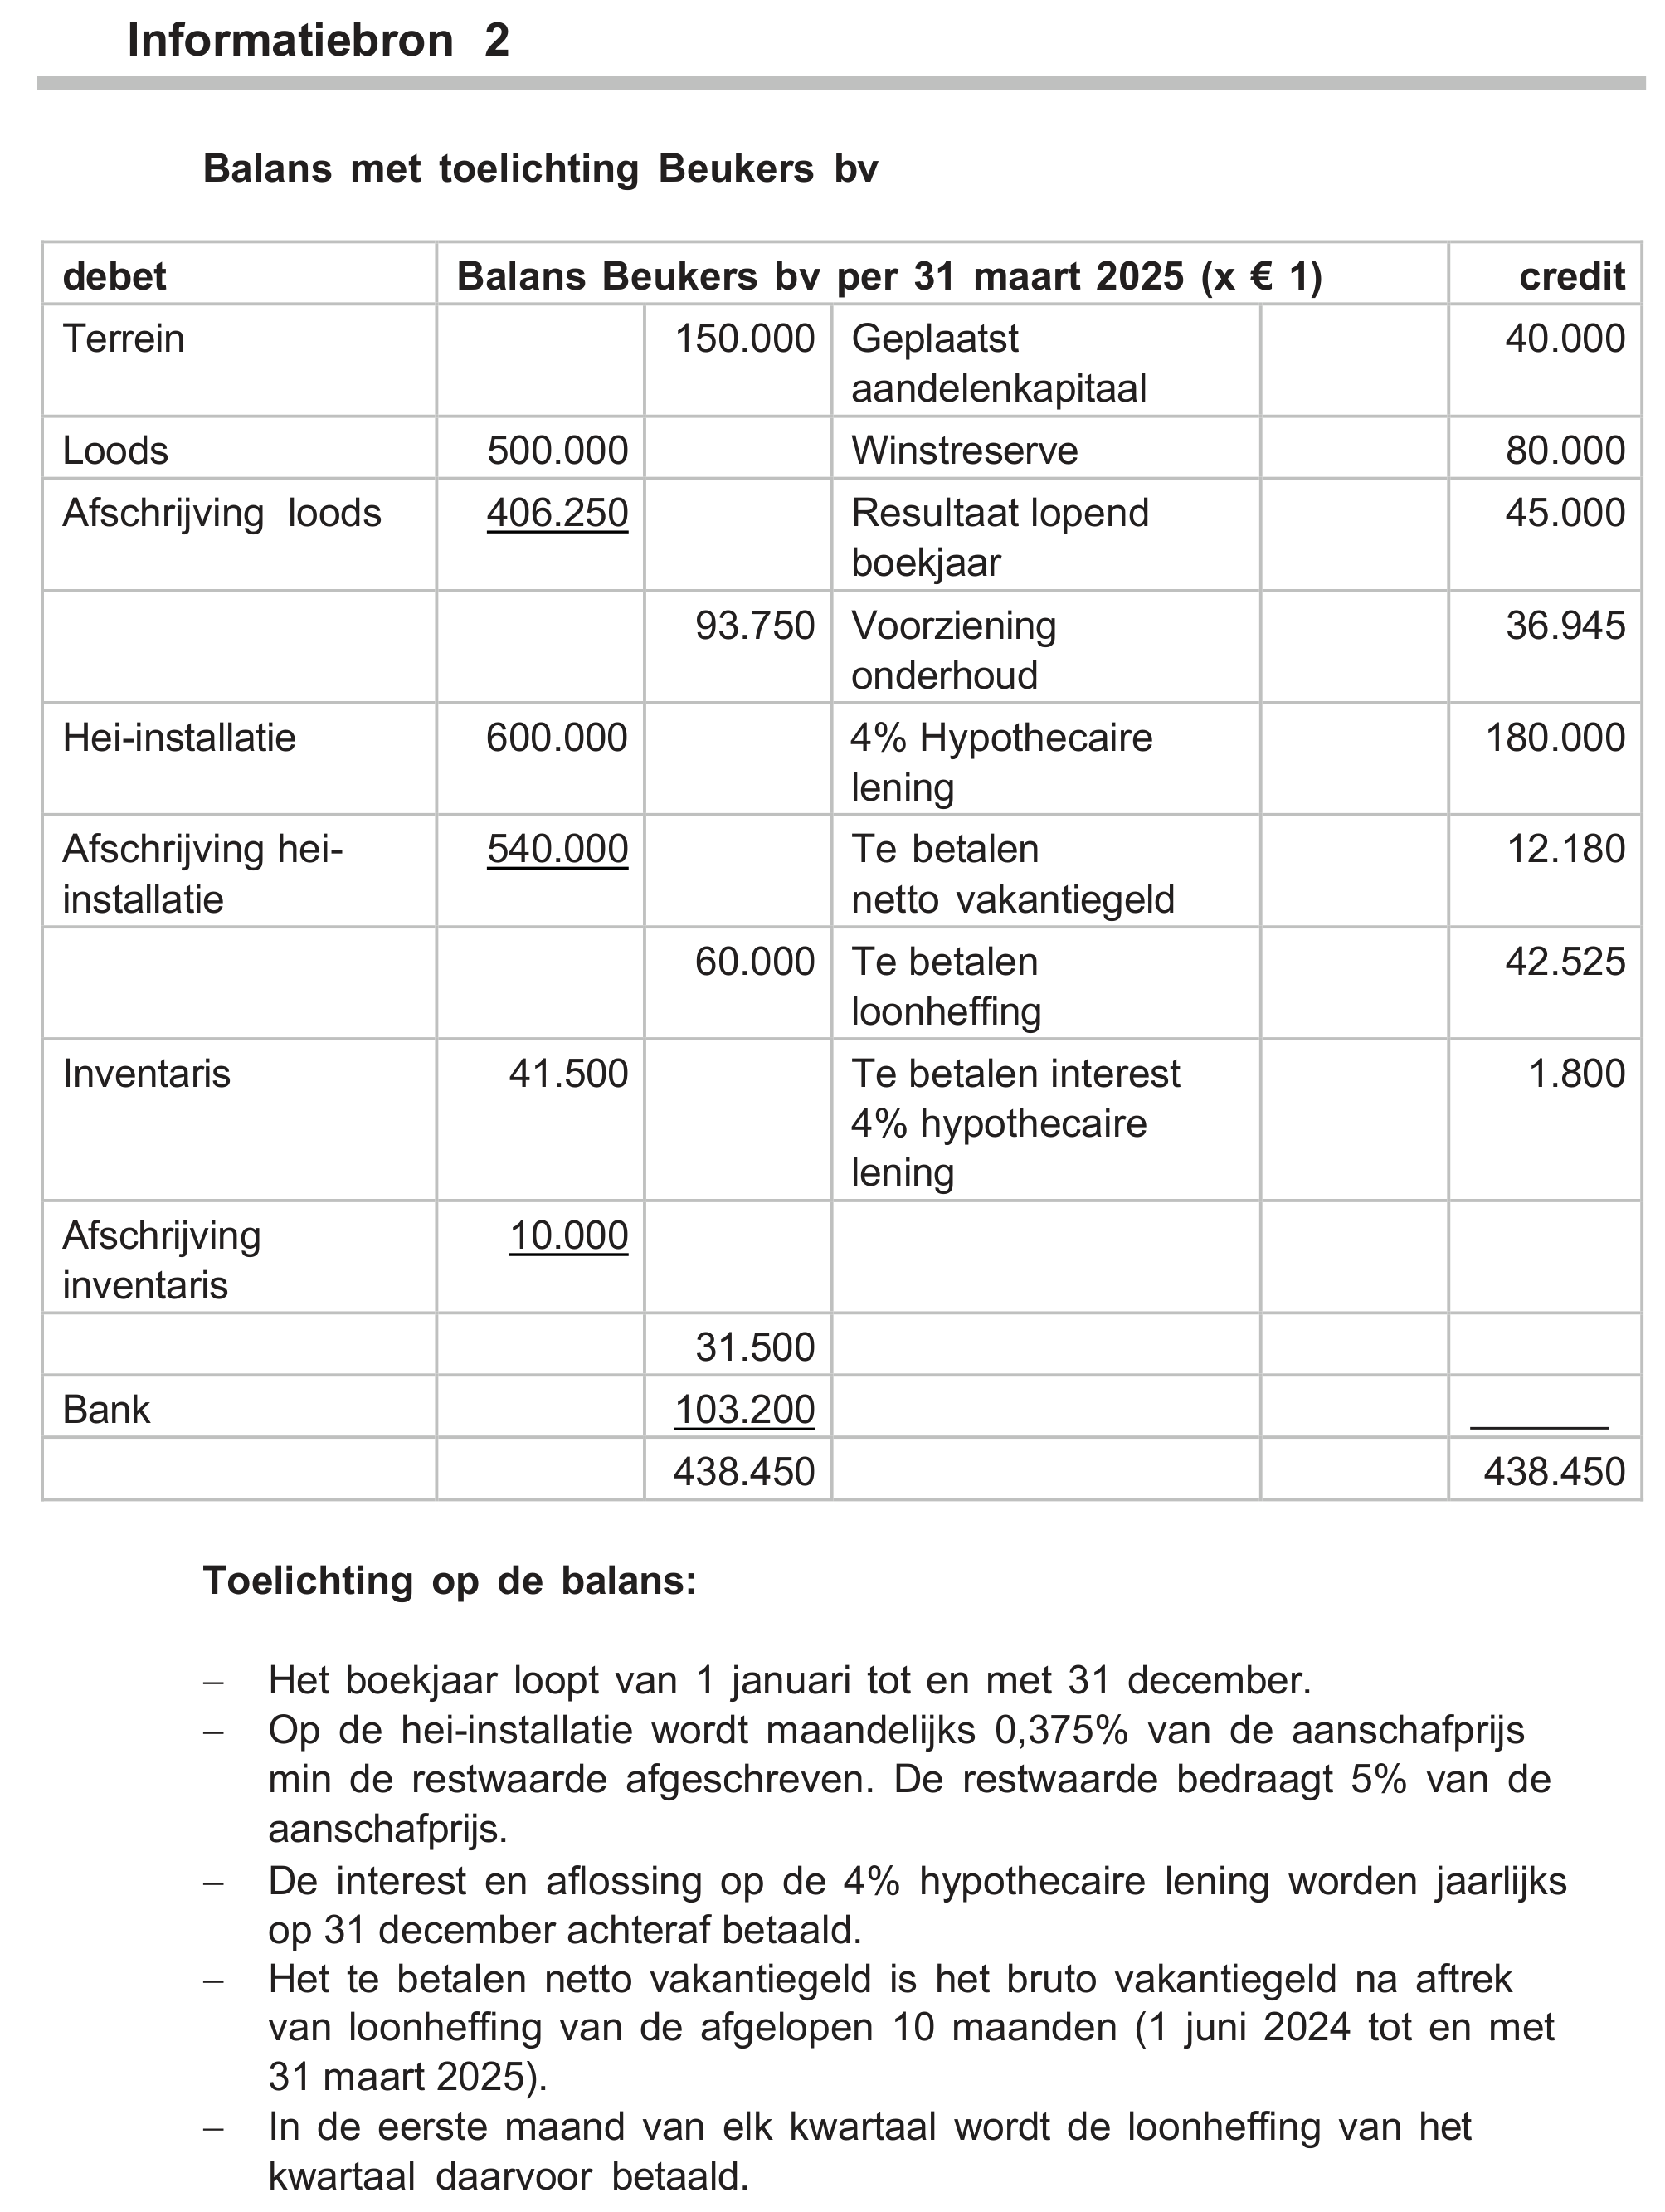 Informatiebron 2
Balans met toelichting Beukers bv
debet Balans Beukers bv per 31 maart 2025 (x € 1) credit
Terrein 150.000 Geplaatst aandelenkapitaal 40.000
Loods 500.000 Winstreserve 80.000
Afschrijving loods 406.250 Resultaat lopend boekjaar 45.000
93.750 Voorziening onderhoud 36.945
Hei-installatie 600.000 4% Hypothecaire lening 180.000
Afschrijving hei-installatie 540.000 Te betalen netto vakantiegeld 12.180
60.000 Te betalen loonheffing 42.525
Inventaris 41.500 Te betalen interest 4% hypothecaire lening 1.800
Afschrijving inventaris 10.000
31.500
Bank 103.200
438.450 438.450
Toelichting op de balans:
– Het boekjaar loopt van 1 januari tot en met 31 december.
– Op de hei-installatie wordt maandelijks 0,375% van de aanschafprijs
min de restwaarde afgeschreven. De restwaarde bedraagt 5% van de
aanschafprijs.
– De interest en aflossing op de 4% hypothecaire lening worden jaarlijks
op 31 december achteraf betaald.
– Het te betalen netto vakantiegeld is het bruto vakantiegeld na aftrek
van loonheffing van de afgelopen 10 maanden (1 juni 2024 tot en met
31 maart 2025).
– In de eerste maand van elk kwartaal wordt de loonheffing van het
kwartaal daarvoor betaald.